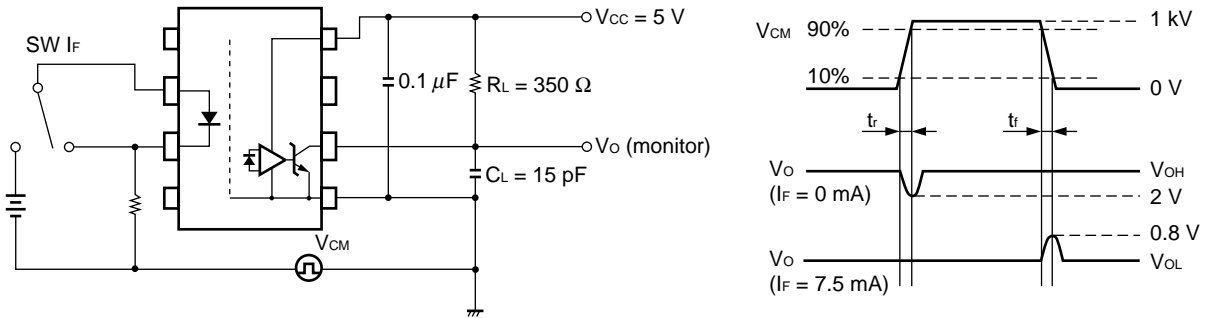 SW IF
VCC = 5 V
0.1 μF
RL = 350 Ω
VO (monitor)
CL = 15 pF
VCM
VCM 90%
10%
1 kV
0 V
tr
tf
VO
(IF = 0 mA)
VOH
2 V
0.8 V
VO
(IF = 7.5 mA)
VOL